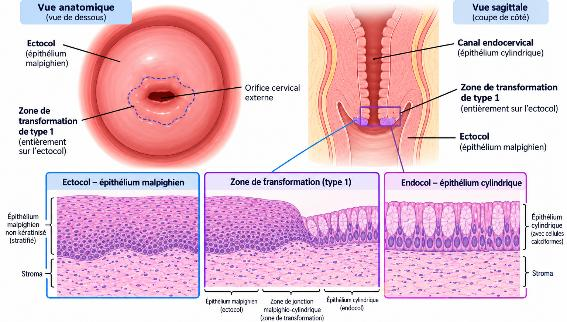 Vue anatomique
(vue de dessous)
Vue sagittale
(coupe de côté)
Ectocol
(épithélium
malpighien)
Zone de
transformation
de type 1
(entièrement
sur l'ectocol)
Orifice cervical
externe
Canal endocervical
(épithélium cylindrique)
Zone de transformation
de type 1
(entièrement sur l'ectocol)
Ectocol
(épithélium malpighien)
Ectocol – épithélium malpighien
Zone de transformation (type 1)
Endocol – épithélium cylindrique
Épithélium
malpighien
non kératinisé
(stratifié)
Stroma
Épithélium
cylindrique
(avec cellules
caliciformes)
Stroma
Épithélium malpighien
(ectocol)
Zone de jonction
malpighio-cylindrique
(zone de transformation)
Épithélium cylindrique
(endocol)